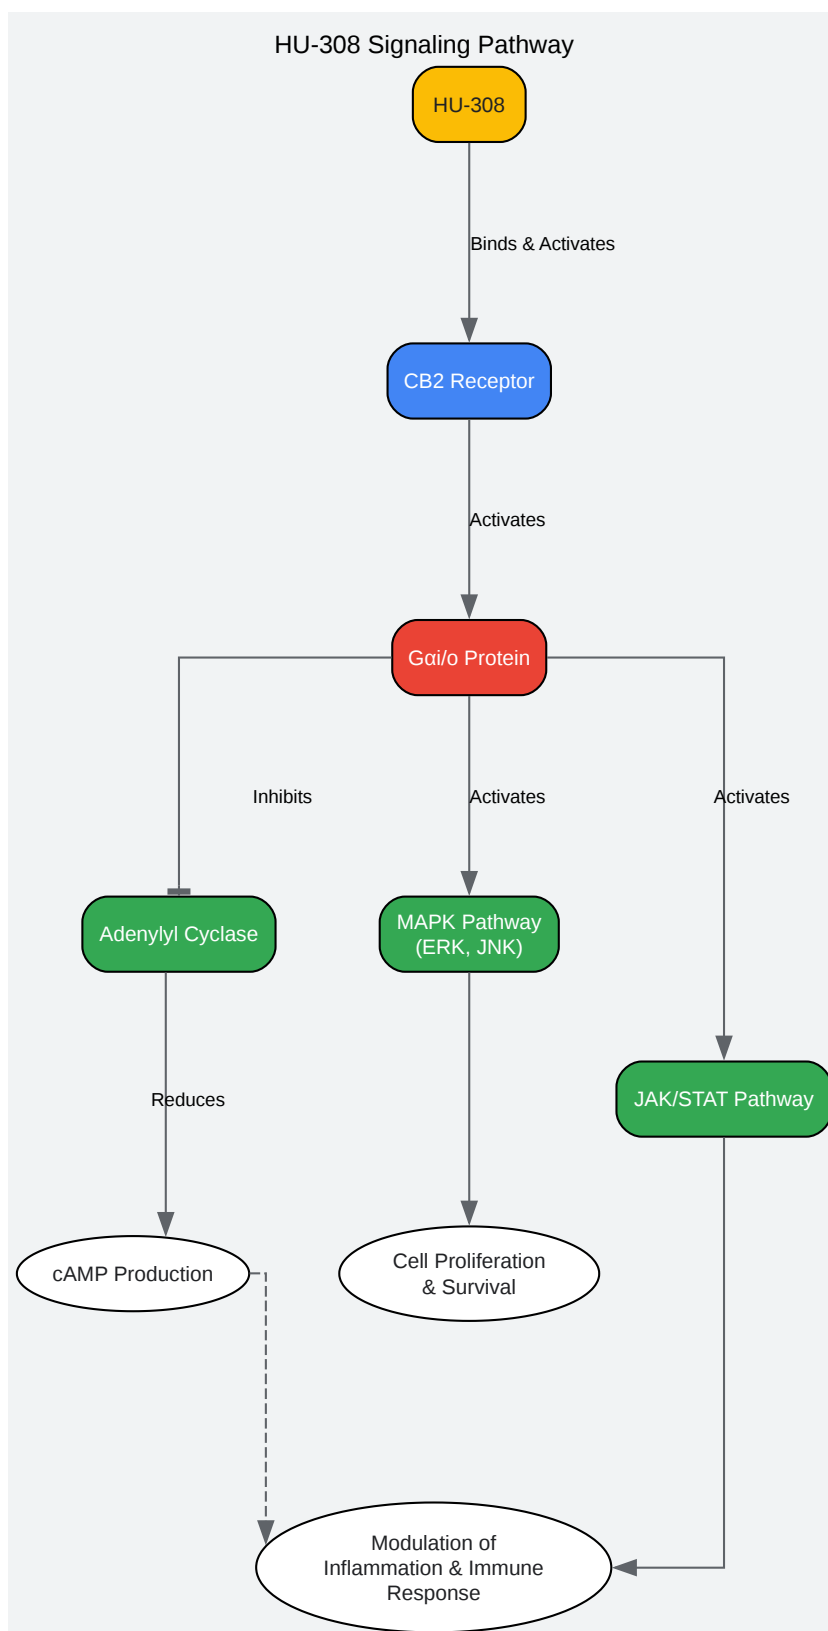 HU-308 Signaling Pathway
HU-308
Binds & Activates
CB2 Receptor
Activates
Gαi/o Protein
Inhibits
Activates
Activates
Adenylyl Cyclase
MAPK Pathway
(ERK, JNK)
Reduces
JAK/STAT Pathway
cAMP Production
Cell Proliferation
& Survival
Modulation of
Inflammation & Immune
Response